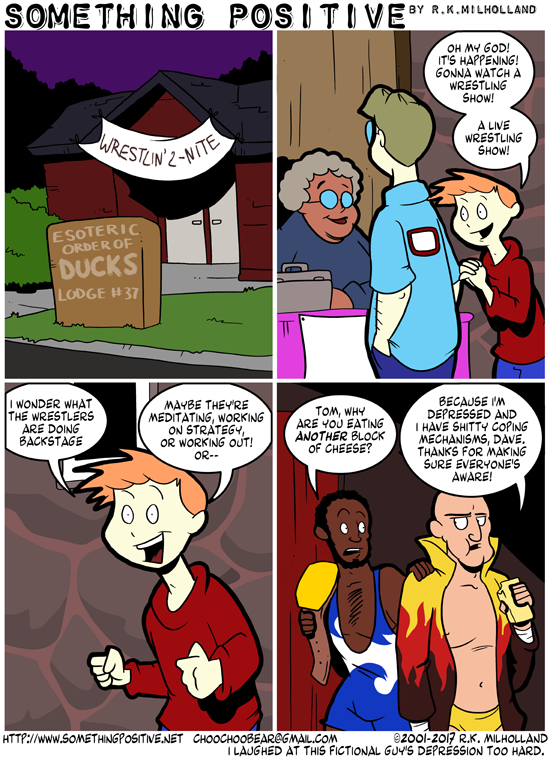 SOMETHING POSITIVE BY R.K.MILHOLLAND
WRESTLIN' 2-NITE
ESOTERIC
ORDER OF
DUCKS
LODGE #37
OH MY GOD!
IT'S HAPPENING!
GONNA WATCH A
WRESTLING
SHOW!
A LIVE
WRESTLING
SHOW!
I WONDER WHAT
THE WRESTLERS
ARE DOING
BACKSTAGE
MAYBE THEY'RE
MEDITATING, WORKING
ON STRATEGY,
OR WORKING OUT!
OR--
TOM, WHY
ARE YOU EATING
ANOTHER BLOCK
OF CHEESE?
BECAUSE I'M
DEPRESSED AND
I HAVE SHITTY COPING
MECHANISMS, DAVE.
THANKS FOR MAKING
SURE EVERYONE'S
AWARE!
HTTP://WWW.SOMETHINGPOSITIVE.NET CHOOCHOOBEAR@GMAIL.COM ©2001-2017 R.K. MILHOLLAND
I LAUGHED AT THIS FICTIONAL GUY'S DEPRESSION TOO HARD.